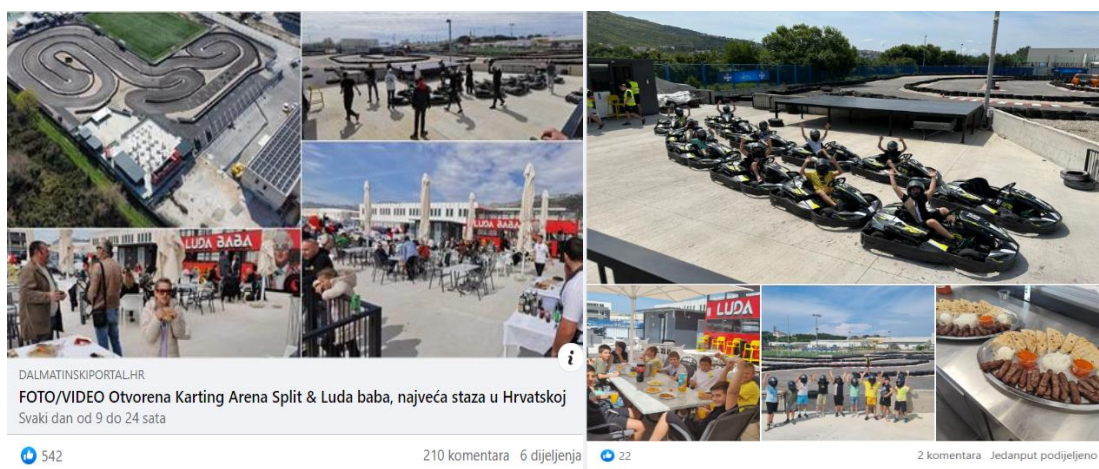 LUDA BABA
LUDA BABA
DALMATINSKIPORTAL.HR
FOTO/VIDEO Otvorena Karting Arena Split & Luda baba, najveća staza u Hrvatskoj
Svaki dan od 9 do 24 sata
542
210 komentara 6 dijeljenja
LUDA
22
2 komentara Jedanput podijeljeno